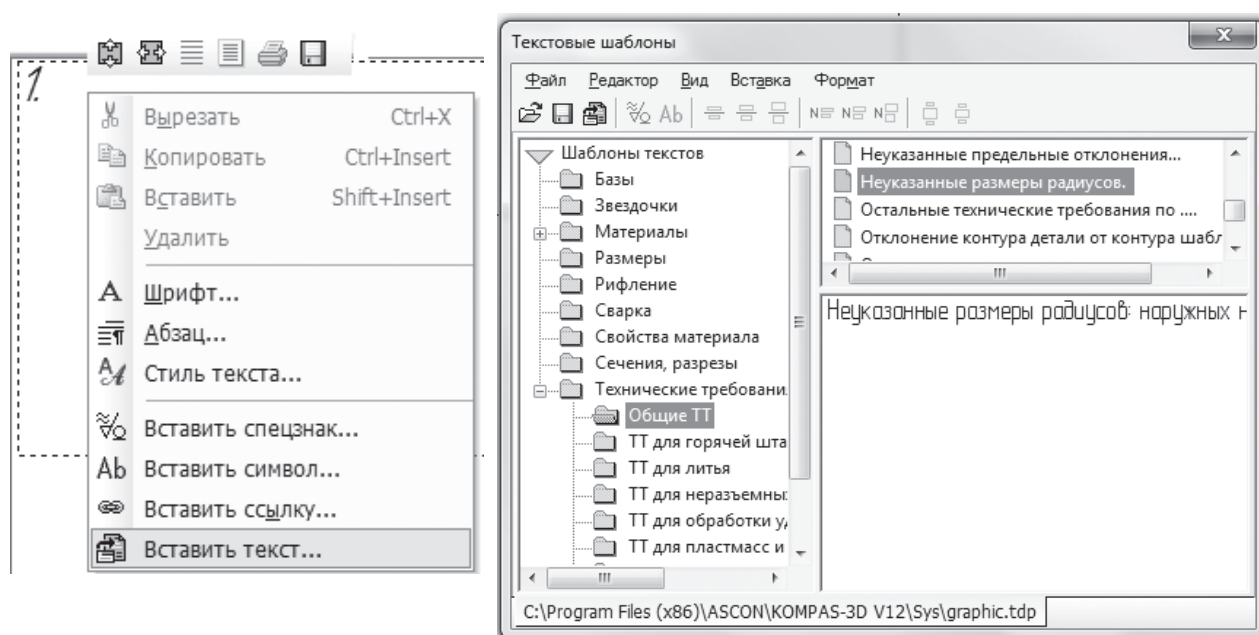 1.
Вырезать Ctrl+X
Копировать Ctrl+Insert
Вставить Shift+Insert
Удалить
Шрифт...
Абзац...
Стиль текста...
Вставить спецзнак...
Ab Вставить символ...
Вставить ссылку...
Вставить текст...
Текстовые шаблоны
Файл Редактор Вид Вставка Формат
Ab
Шаблоны текстов
Базы
Звездочки
Материалы
Размеры
Рифление
Сварка
Свойства материала
Сечения, разрезы
Технические требовани
Общие ТТ
ТТ для горячей шта
ТТ для литья
ТТ для неразъемны
ТТ для обработки у
ТТ для пластмасс и
Неуказанные предельные отклонения...
Неуказанные размеры радиусов.
Остальные технические требования по ....
Отклонение контура детали от контура шабл
Неуказанные размеры радиусов: наружных н
C:\Program Files (x86)\ASCON\KOMPAS-3D V12\Sys\graphic.tdp